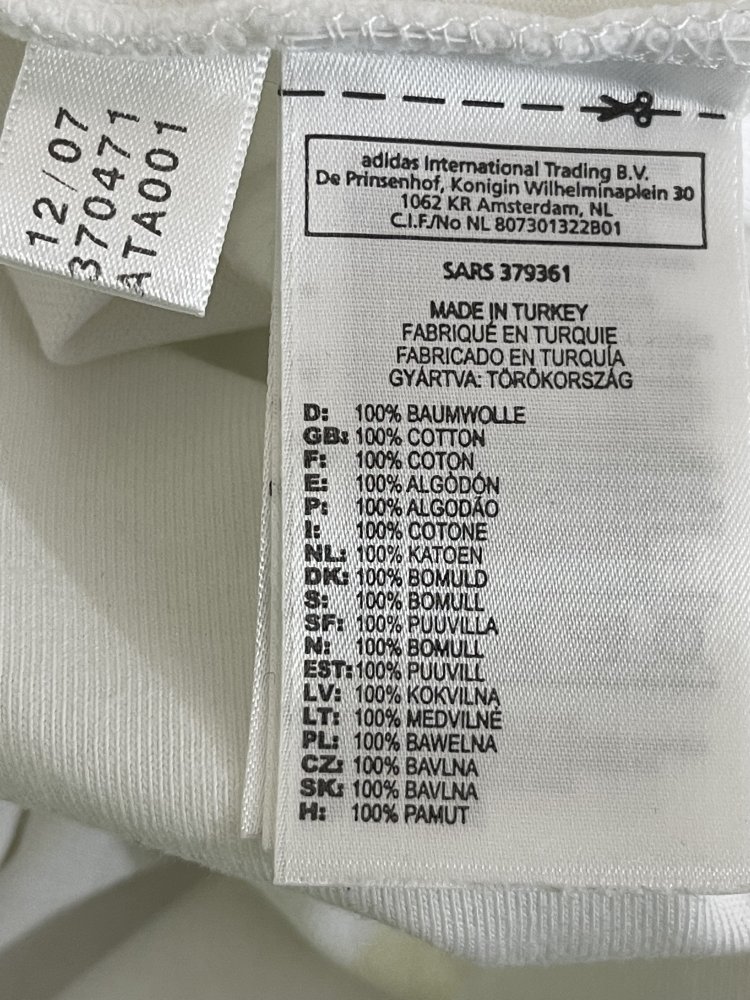 12/07
370471
ATA001
adidas International Trading B.V.
De Prinsenhof, Konigin Wilhelminaplein 30
1062 KR Amsterdam, NL
C.I.F./No NL 807301322B01
SARS 379361
MADE IN TURKEY
FABRIQUÉ EN TURQUIE
FABRICADO EN TURQUÍA
GYÁRTVA: TÖRÖKORSZÁG
D: 100% BAUMWOLLE
GB: 100% COTTON
F: 100% COTON
E: 100% ALGODÓN
P: 100% ALGODÃO
I: 100% COTONE
NL: 100% KATOEN
DK: 100% BOMULD
S: 100% BOMULL
SF: 100% PUUVILLA
N: 100% BOMULL
EST: 100% PUUVILL
LV: 100% KOKVILNA
LT: 100% MEDVILNĖ
PL: 100% BAWEŁNA
CZ: 100% BAVLNA
SK: 100% BAVLNA
H: 100% PAMUT